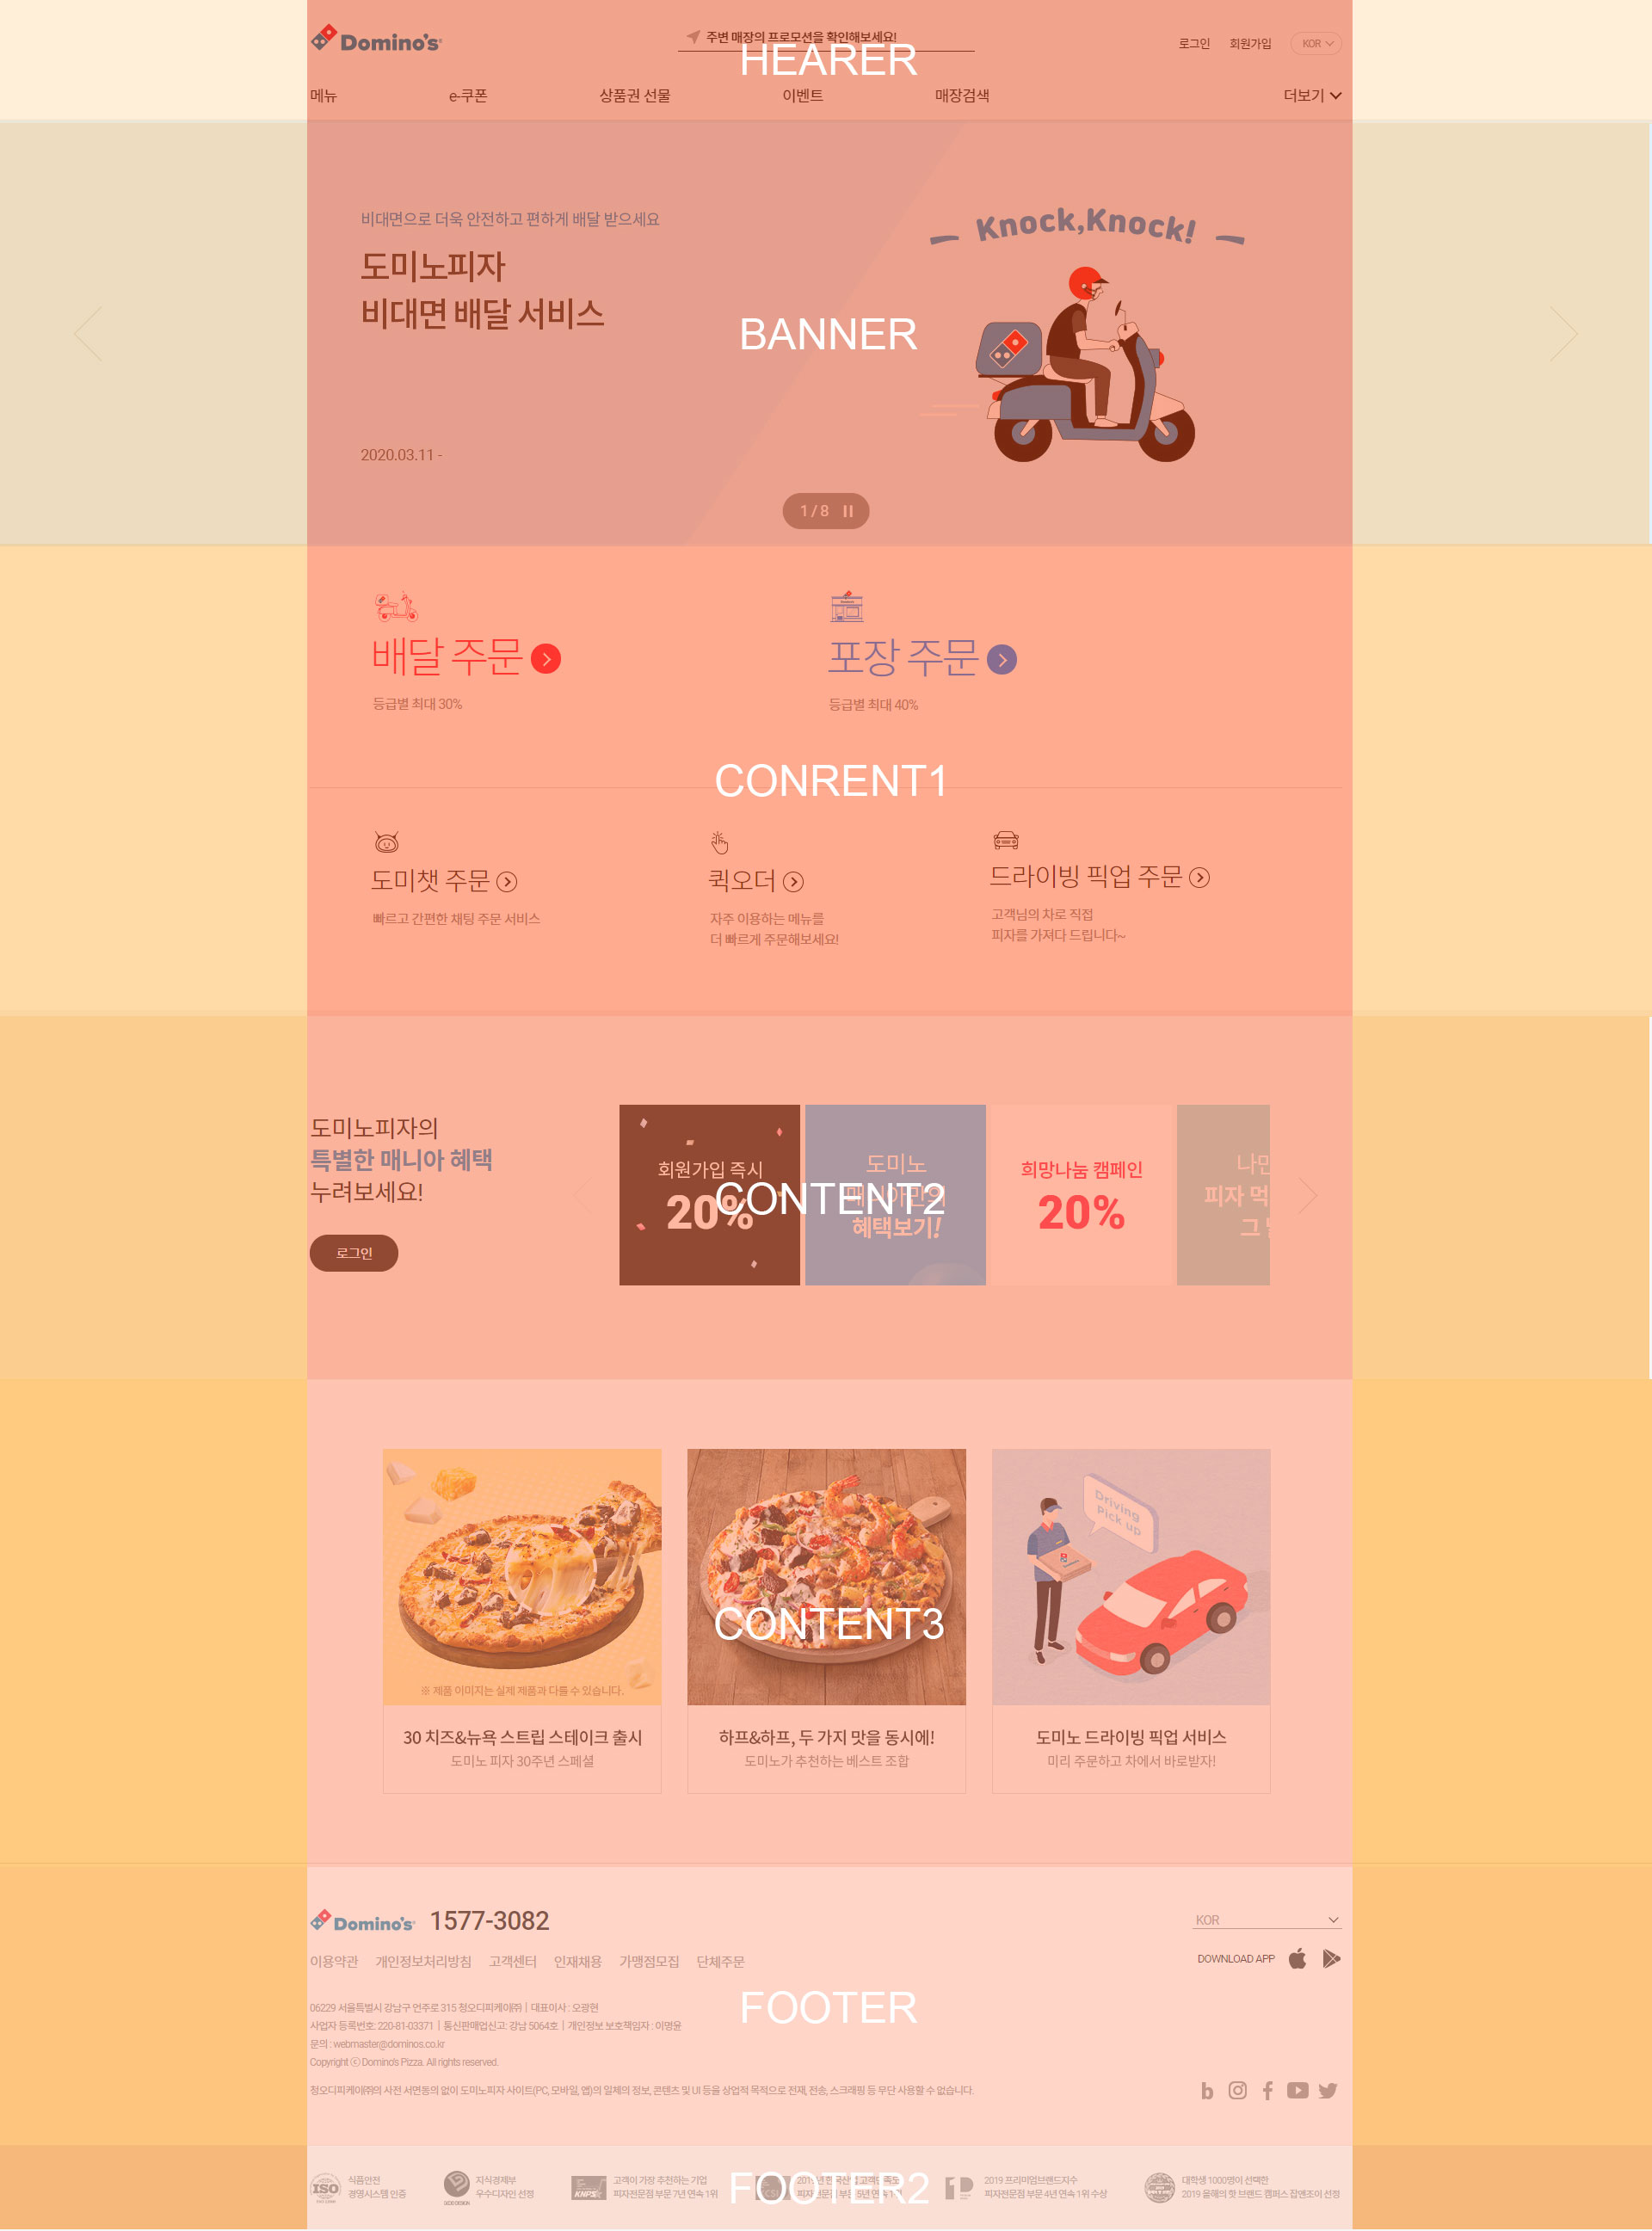 Domino's
주변 매장의 프로모션을 확인해보세요!
로그인 회원가입 KOR
HEARER
메뉴 e-쿠폰 상품권 선물 이벤트 매장검색 더보기
비대면으로 더욱 안전하고 편하게 배달 받으세요
도미노피자
비대면 배달 서비스
Knock,Knock!
BANNER
2020.03.11 -
1 / 8
배달 주문
등급별 최대 30%
포장 주문
등급별 최대 40%
CONRENT1
도미챗 주문
빠르고 간편한 채팅 주문 서비스
퀵오더
자주 이용하는 메뉴를
더 빠르게 주문해보세요!
드라이빙 픽업 주문
고객님의 차로 직접
피자를 가져다 드립니다~
도미노피자의
특별한 매니아 혜택
누려보세요!
로그인
회원가입 즉시
20%
도미노
매니아만의
혜택보기!
희망나눔 캠페인
20%
피자 먹
CONTENT2
Driving
Pick up
CONTENT3
※ 제품 이미지는 실제 제품과 다를 수 있습니다.
30 치즈&뉴욕 스트립 스테이크 출시
도미노 피자 30주년 스페셜
하프&하프, 두 가지 맛을 동시에!
도미노가 추천하는 베스트 조합
도미노 드라이빙 픽업 서비스
미리 주문하고 차에서 바로받자!
Domino's 1577-3082
KOR
이용약관 개인정보처리방침 고객센터 인재채용 가맹점모집 단체주문
DOWNLOAD APP
FOOTER
06229 서울특별시 강남구 언주로 315 청오디피케이㈜ | 대표이사 : 오광현
사업자 등록번호: 220-81-03371 | 통신판매업신고: 강남 5064호 | 개인정보 보호책임자 : 이명윤
문의 : webmaster@dominos.co.kr
Copyright ⓒ Domino's Pizza. All rights reserved.
청오디피케이㈜의 사전 서면동의 없이 도미노피자 사이트(PC, 모바일, 앱)의 일체의 정보, 콘텐츠 및 UI 등을 상업적 목적으로 전재, 전송, 스크래핑 등 무단 사용할 수 없습니다.
ISO
식품안전
경영시스템 인증
GOOD DESIGN
지식경제부
우수디자인 선정
KNPS
고객이 가장 추천하는 기업
피자전문점 부문 7년 연속 1위
FOOTER2
2019 프리미엄브랜드지수
피자전문점 부문 4년 연속 1위 수상
대학생 1000명이 선택한
2019 올해의 핫 브랜드 캠퍼스 잡앤조이 선정